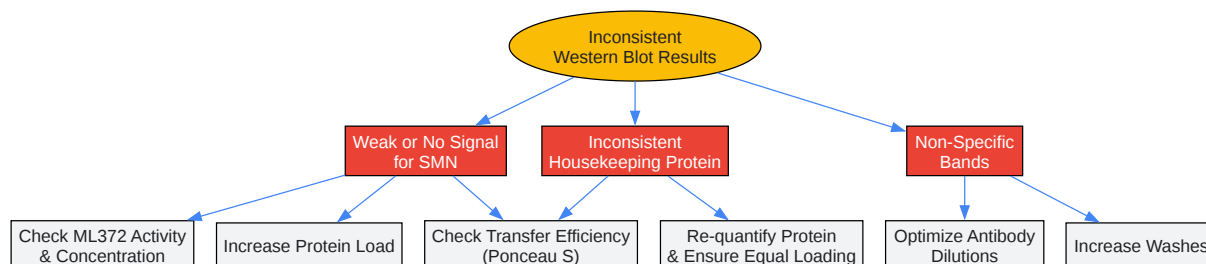 Inconsistent
Western Blot Results
Weak or No Signal
for SMN
Inconsistent
Housekeeping Protein
Non-Specific
Bands
Check ML372 Activity
& Concentration
Increase Protein Load
Check Transfer Efficiency
(Ponceau S)
Re-quantify Protein
& Ensure Equal Loading
Optimize Antibody
Dilutions
Increase Washes